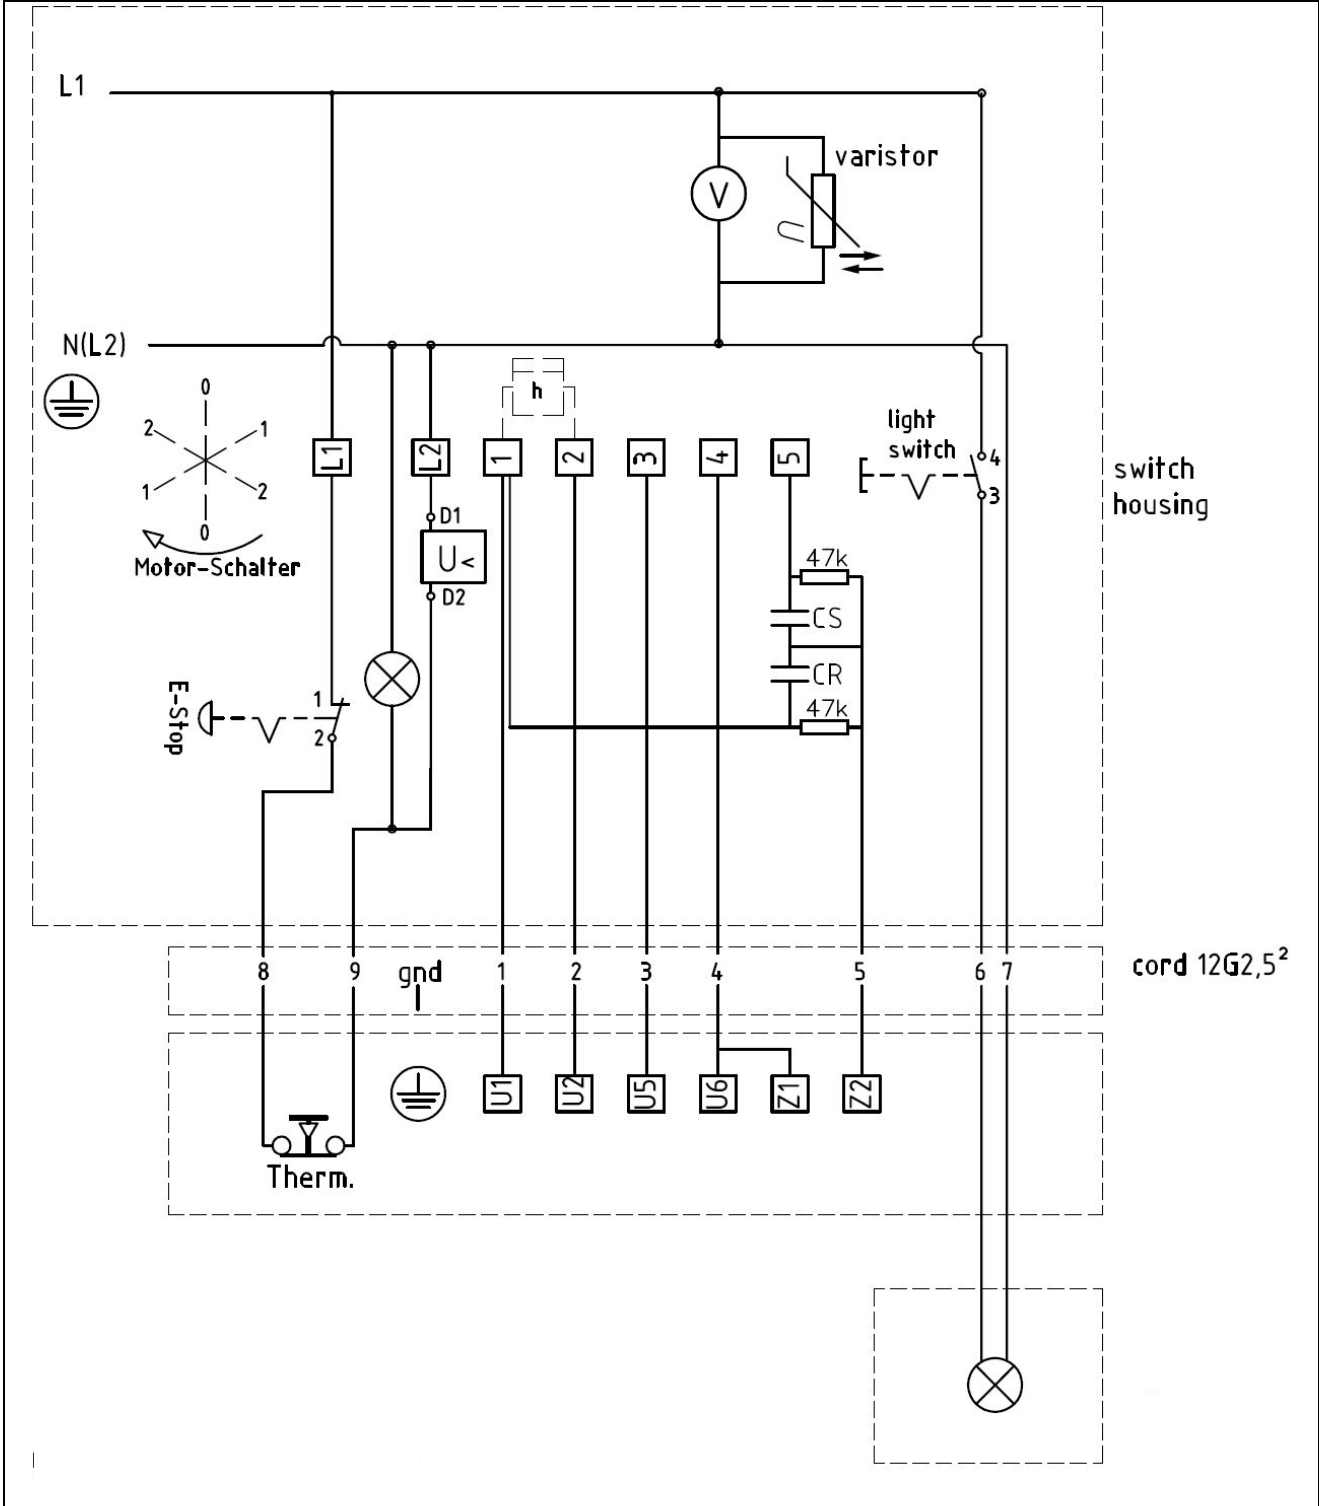 L1
varistor
V
N(L2)
0
h
2
1
light
switch
L1
L2
1
2
3
4
5
4
switch
housing
1
2
3
0
D1
Motor-Schalter
U<
47k
D2
CS
CR
E-Stop
1
47k
2
8
9
gnd
1
2
3
4
5
6
7
cord 12G2,5²
U1
U2
U5
U6
Z1
Z2
Therm.